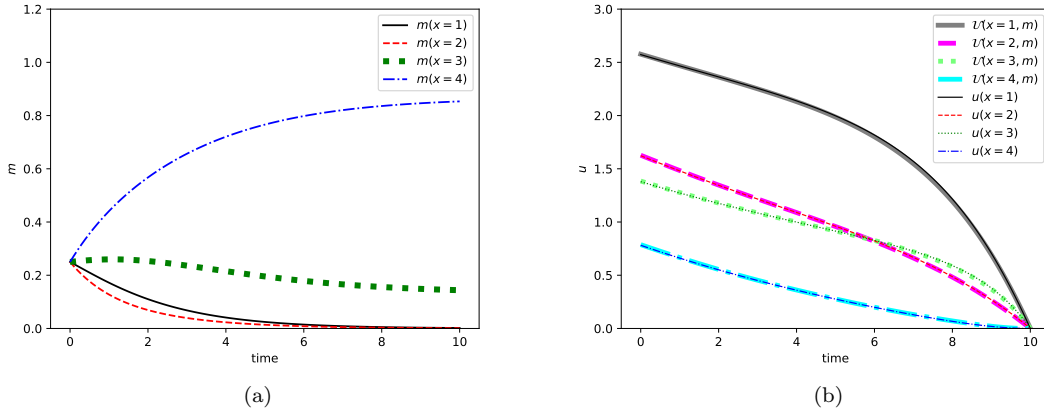 1.2
1.0
0.8
0.6
0.4
0.2
0.0
m
0 2 4 6 8 10
time
m(x = 1)
m(x = 2)
m(x = 3)
m(x = 4)
(a)
3.0
2.5
2.0
1.5
1.0
0.5
0.0
u
0 2 4 6 8 10
time
𝒰(x = 1, m)
𝒰(x = 2, m)
𝒰(x = 3, m)
𝒰(x = 4, m)
u(x = 1)
u(x = 2)
u(x = 3)
u(x = 4)
(b)